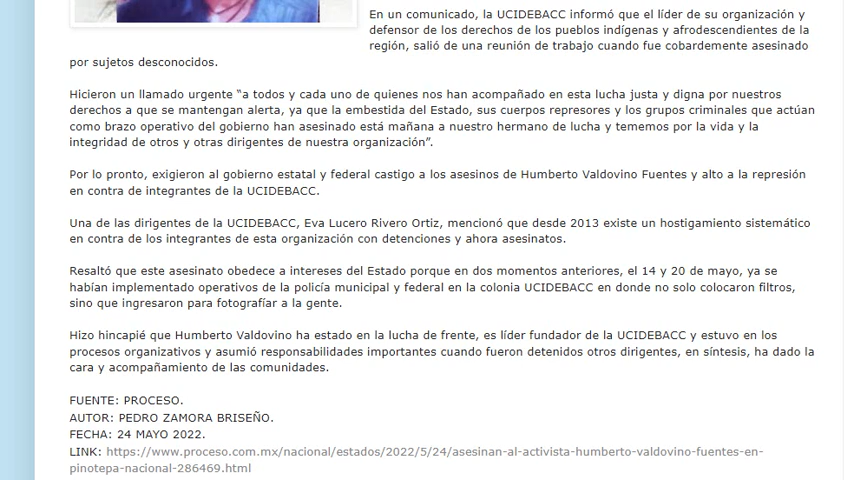 En un comunicado, la UCIDEBACC informó que el líder de su organización y
defensor de los derechos de los pueblos indígenas y afrodescendientes de la
región, salió de una reunión de trabajo cuando fue cobardemente asesinado
por sujetos desconocidos.
Hicieron un llamado urgente “a todos y cada uno de quienes nos han acompañado en esta lucha justa y digna por nuestros
derechos a que se mantengan alerta, ya que la embestida del Estado, sus cuerpos represores y los grupos criminales que actúan
como brazo operativo del gobierno han asesinado está mañana a nuestro hermano de lucha y tememos por la vida y la
integridad de otros y otras dirigentes de nuestra organización”.
Por lo pronto, exigieron al gobierno estatal y federal castigo a los asesinos de Humberto Valdovino Fuentes y alto a la represión
en contra de integrantes de la UCIDEBACC.
Una de las dirigentes de la UCIDEBACC, Eva Lucero Rivero Ortiz, mencionó que desde 2013 existe un hostigamiento sistemático
en contra de los integrantes de esta organización con detenciones y ahora asesinatos.
Resaltó que este asesinato obedece a intereses del Estado porque en dos momentos anteriores, el 14 y 20 de mayo, ya se
habían implementado operativos de la policía municipal y federal en la colonia UCIDEBACC en donde no solo colocaron filtros,
sino que ingresaron para fotografíar a la gente.
Hizo hincapié que Humberto Valdovino ha estado en la lucha de frente, es líder fundador de la UCIDEBACC y estuvo en los
procesos organizativos y asumió responsabilidades importantes cuando fueron detenidos otros dirigentes, en síntesis, ha dado la
cara y acompañamiento de las comunidades.
FUENTE: PROCESO.
AUTOR: PEDRO ZAMORA BRISEÑO.
FECHA: 24 MAYO 2022.
LINK: https://www.proceso.com.mx/nacional/estados/2022/5/24/asesinan-al-activista-humberto-valdovino-fuentes-en-
pinotepa-nacional-286469.html